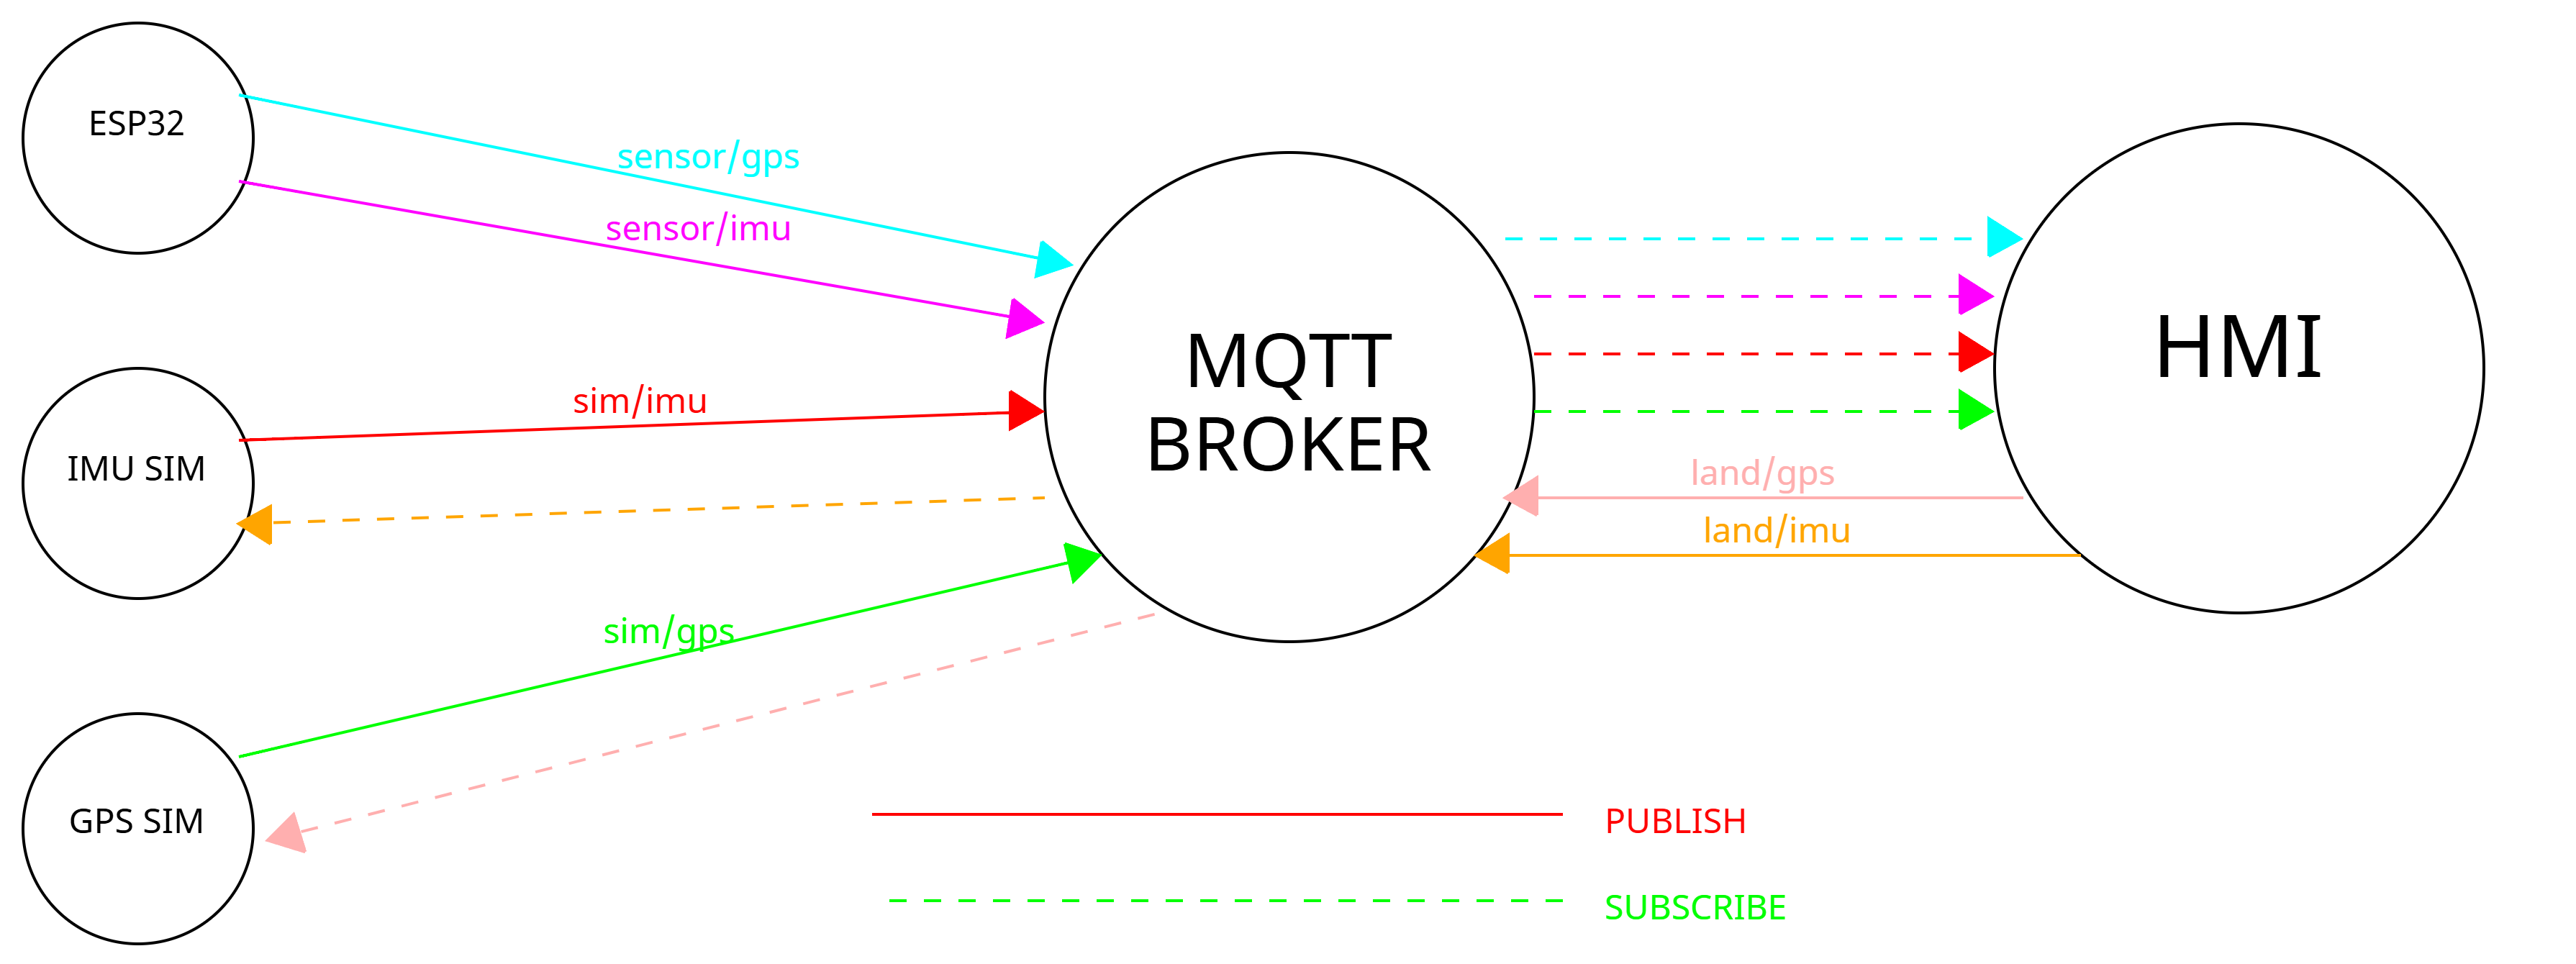 ESP32
sensor/gps
sensor/imu
MQTT
BROKER
HMI
sim/imu
IMU SIM
land/gps
land/imu
sim/gps
GPS SIM
PUBLISH
SUBSCRIBE